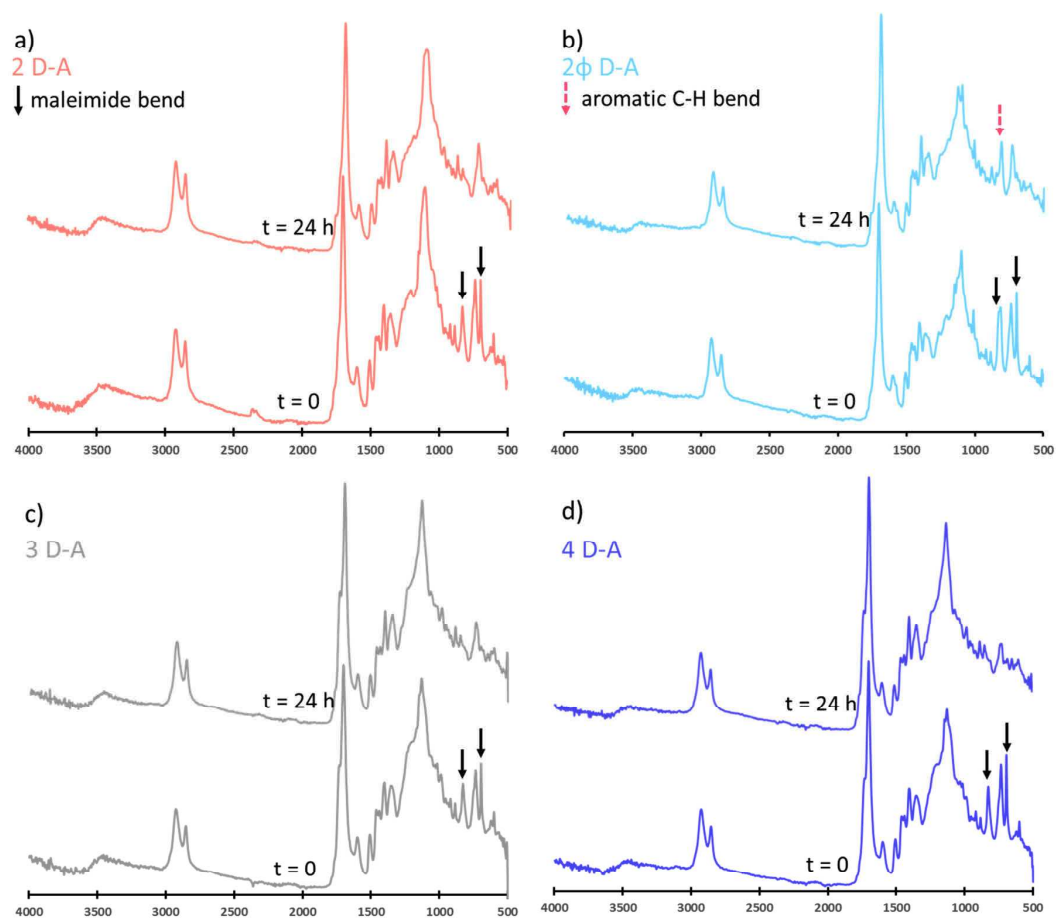 a)
2 D-A
maleimide bend
t = 24 h
t = 0
4000 3500 3000 2500 2000 1500 1000 500
b)
2ϕ D-A
aromatic C-H bend
t = 24 h
t = 0
4000 3500 3000 2500 2000 1500 1000 500
c)
3 D-A
t = 24 h
t = 0
4000 3500 3000 2500 2000 1500 1000 500
d)
4 D-A
t = 24 h
t = 0
4000 3500 3000 2500 2000 1500 1000 500